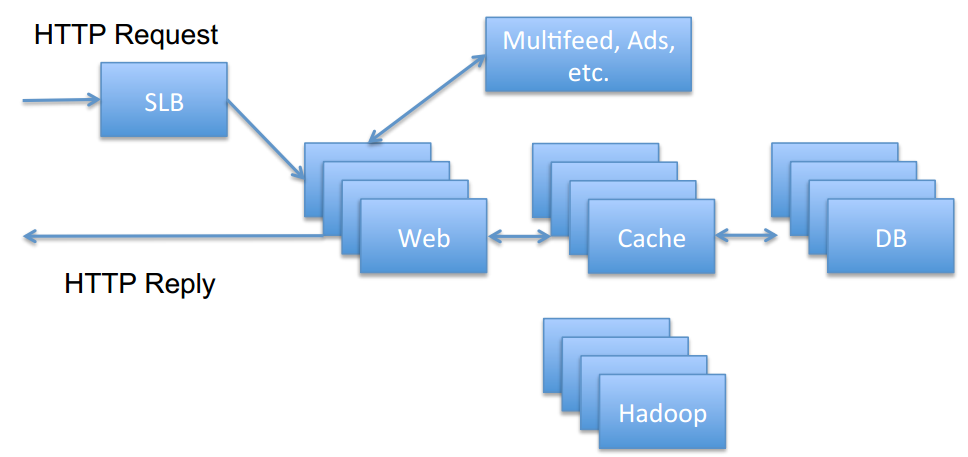 HTTP Request
Multifeed, Ads,
etc.
SLB
Web
Cache
DB
HTTP Reply
Hadoop